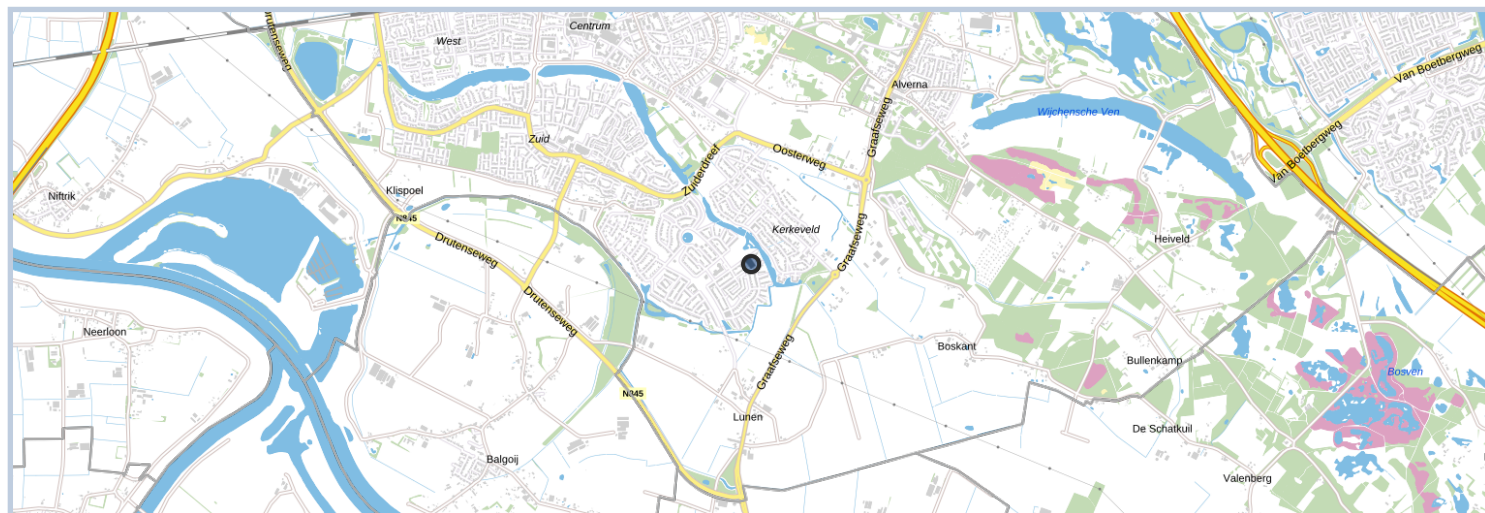 Drutenseweg
West
Centrum
Alverna
Van Boetbergweg
Wijchensche Ven
Zuid
Graafseweg
Oosterweg
Van Boetbergweg
Zuiderdreef
Niftrik
Klispoel
N845
Kerkeveld
Drutenseweg
Graafseweg
Heiveld
Drutenseweg
Neerloon
Boskant
Bullenkamp
Graafseweg
Bosven
N845
Lunen
De Schatkuil
Balgoij
Valenberg